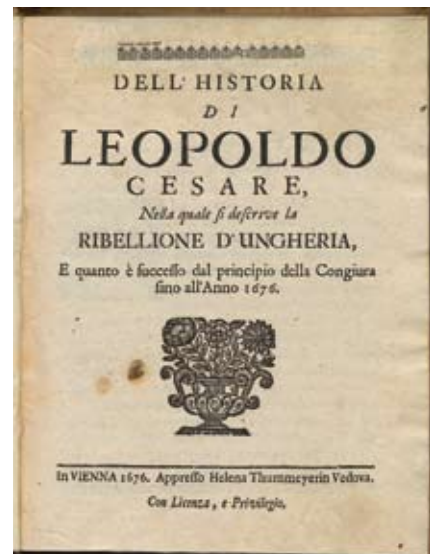 DELL' HISTORIA
DI
LEOPOLDO
CESARE,
Nella quale ſi deſcrive la
RIBELLIONE D'UNGHERIA,
E quanto è ſucceſſo dal principio della Congiura
ſino all'Anno 1676.
In VIENNA 1676. Appreſſo Helena Thurnmeyerin Vedova.
Con Licenza, e Privilegio.